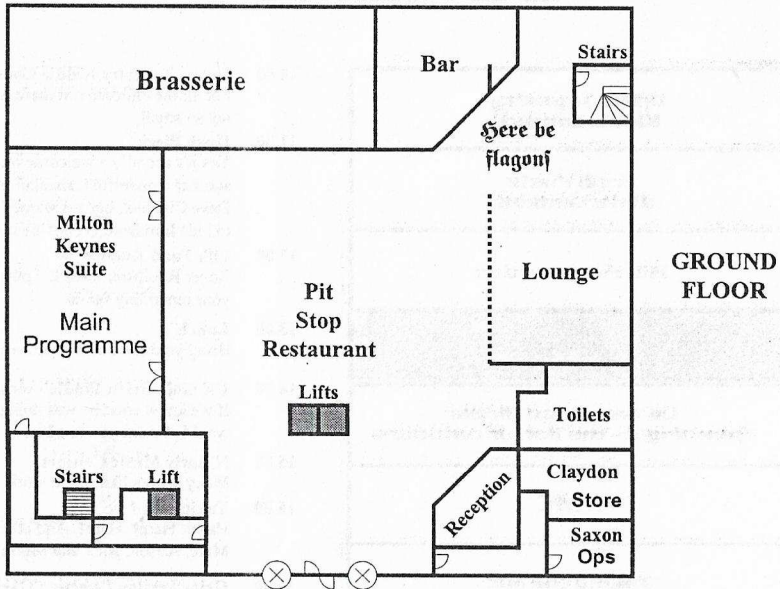 Brasserie
Bar
Stairs
Here be
flagons
Milton
Keynes
Suite
Main
Programme
Pit
Stop
Restaurant
Lounge
GROUND
FLOOR
Lifts
Toilets
Stairs
Lift
Reception
Claydon
Store
Saxon
Ops